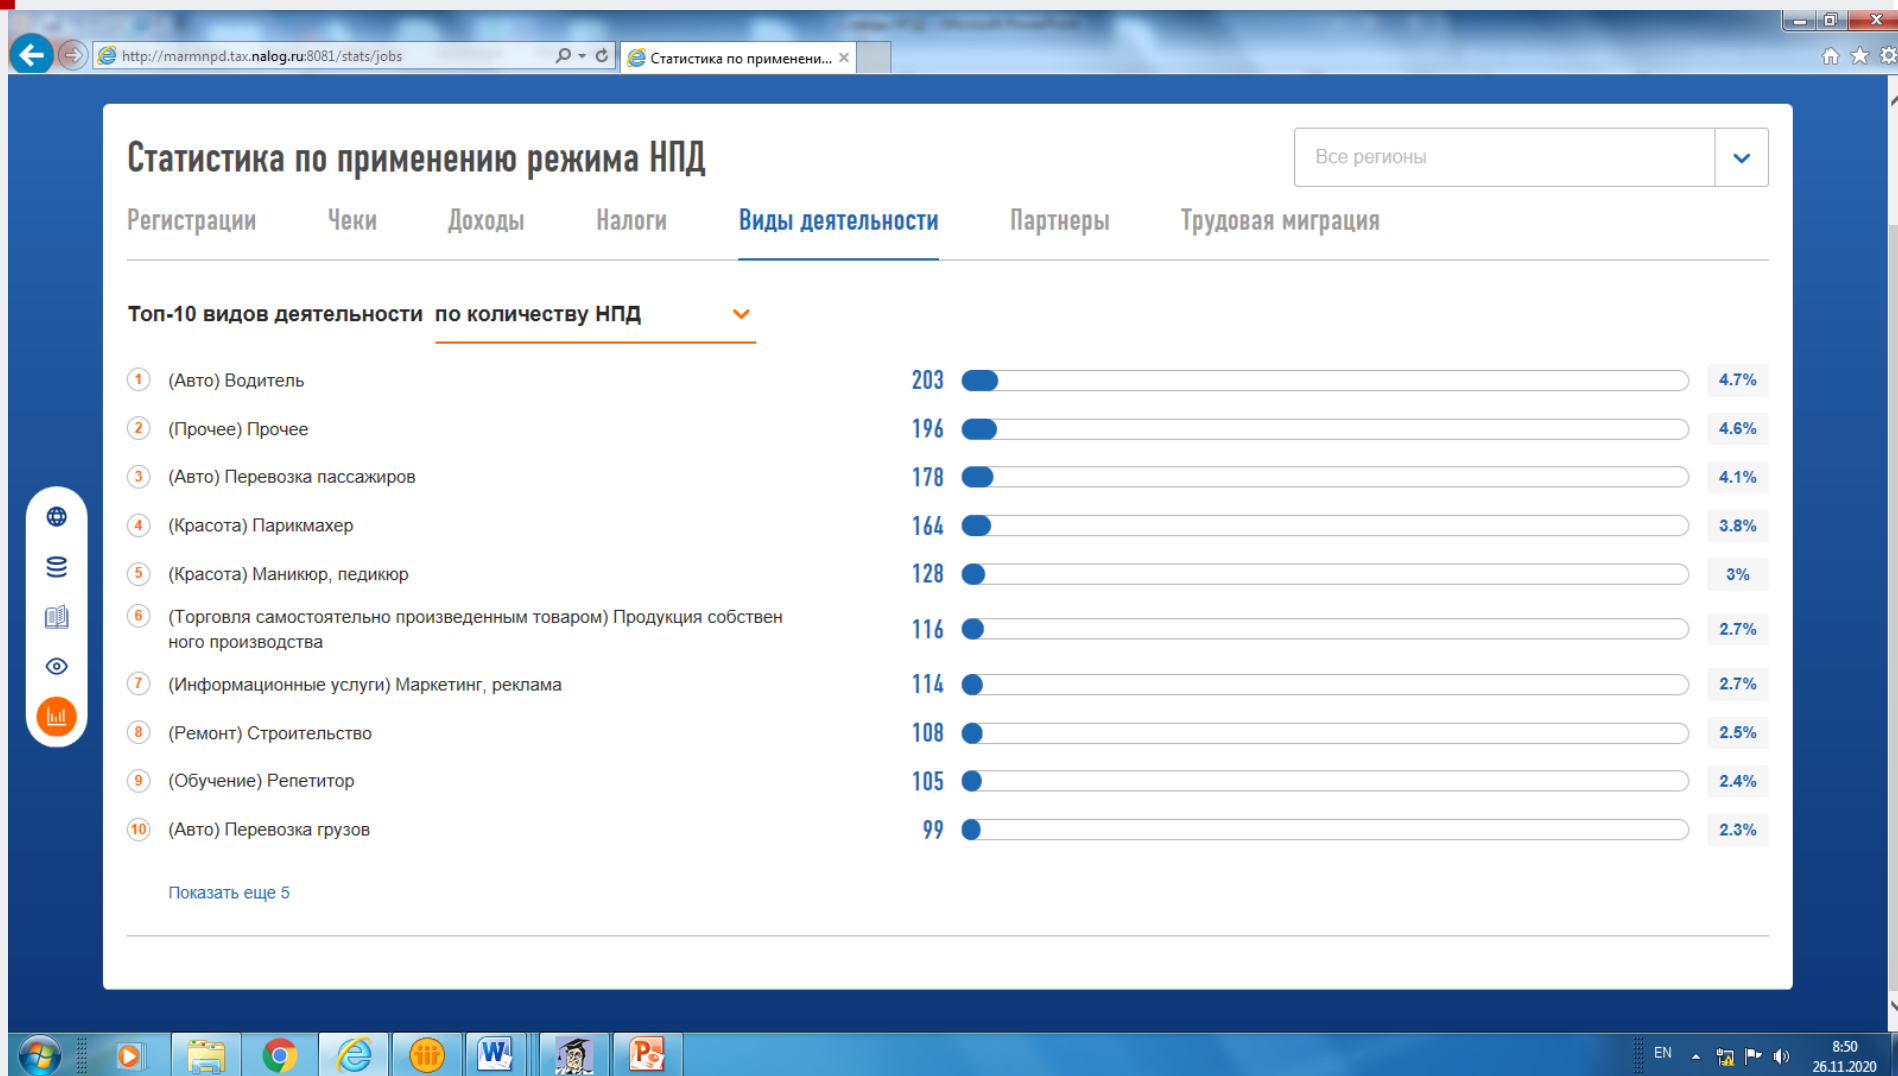 http://marmnpd.tax.nalog.ru:8081/stats/jobs
Статистика по применени...
Статистика по применению режима НПД
Все регионы
Регистрации Чеки Доходы Налоги Виды деятельности Партнеры Трудовая миграция
Топ-10 видов деятельности по количеству НПД
1 (Авто) Водитель 203 4.7%
2 (Прочее) Прочее 196 4.6%
3 (Авто) Перевозка пассажиров 178 4.1%
4 (Красота) Парикмахер 164 3.8%
5 (Красота) Маникюр, педикюр 128 3%
6 (Торговля самостоятельно произведенным товаром) Продукция собствен
ного производства 116 2.7%
7 (Информационные услуги) Маркетинг, реклама 114 2.7%
8 (Ремонт) Строительство 108 2.5%
9 (Обучение) Репетитор 105 2.4%
10 (Авто) Перевозка грузов 99 2.3%
Показать еще 5
EN 8:50
26.11.2020